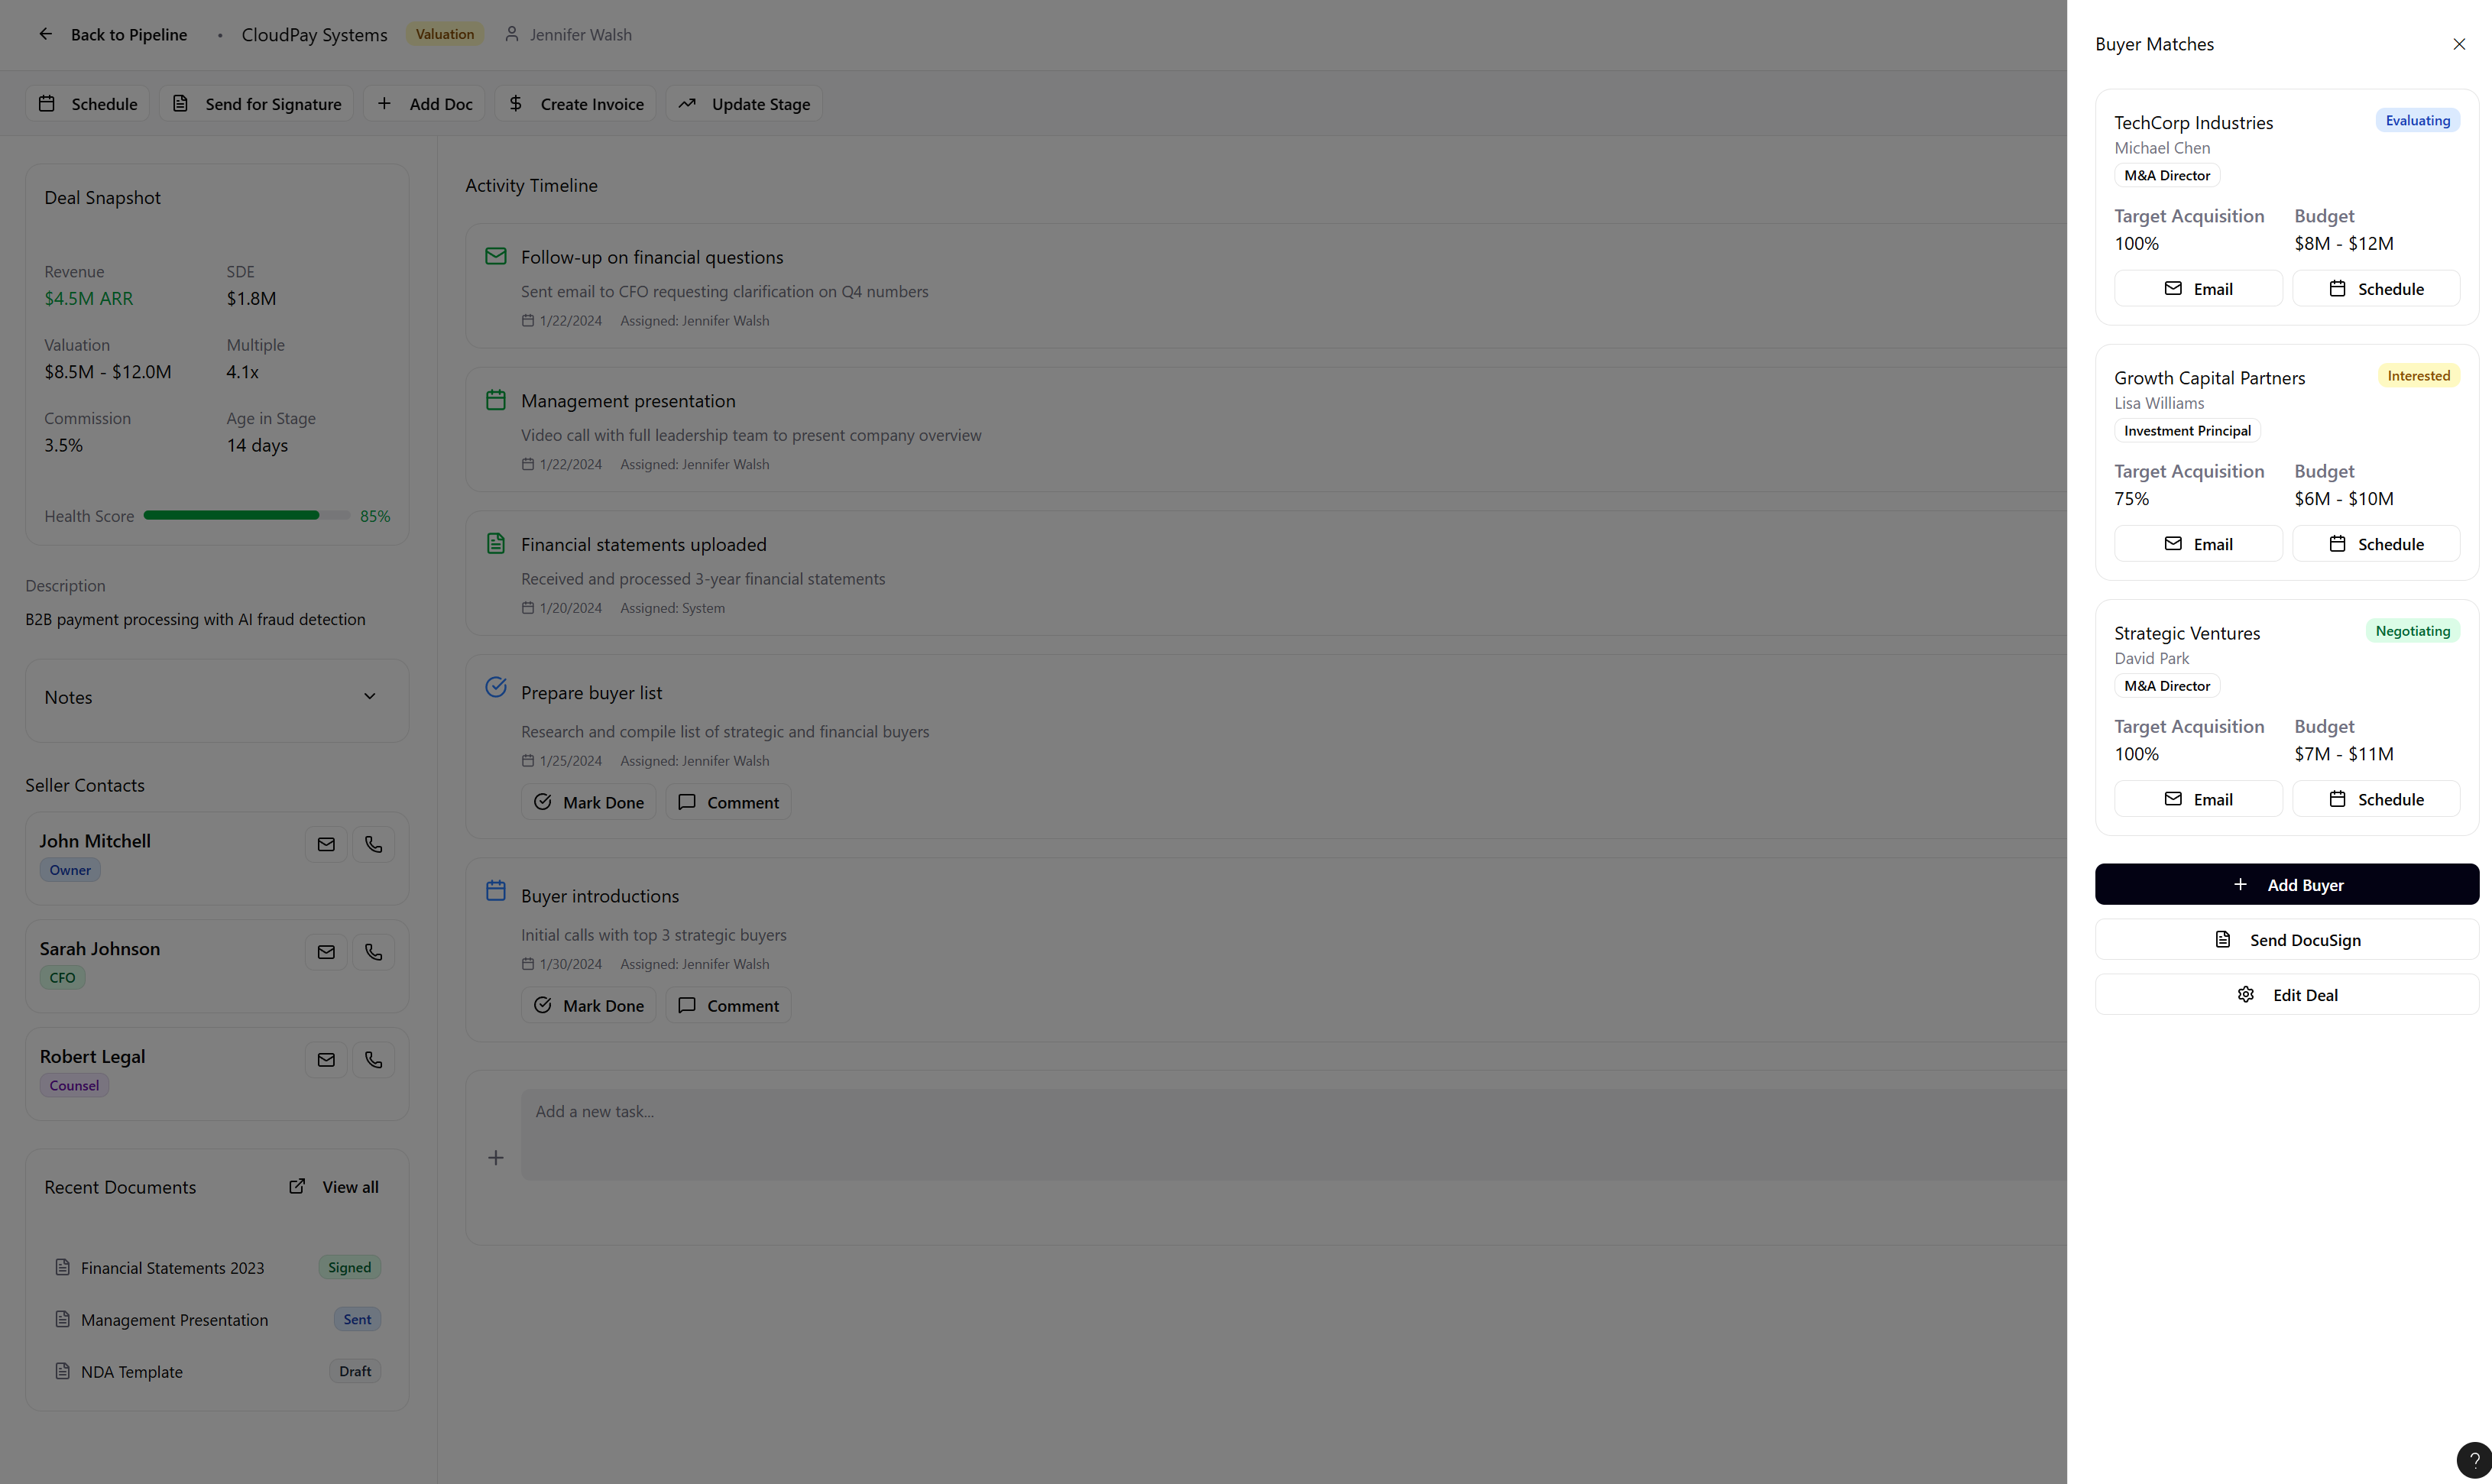 Back to Pipeline • CloudPay Systems Valuation Jennifer Walsh
Schedule Send for Signature Add Doc Create Invoice Update Stage
Deal Snapshot
Revenue SDE
$4.5M ARR $1.8M
Valuation Multiple
$8.5M - $12.0M 4.1x
Commission Age in Stage
3.5% 14 days
Health Score 85%
Description
B2B payment processing with AI fraud detection
Notes
Seller Contacts
John Mitchell
Owner
Sarah Johnson
CFO
Robert Legal
Counsel
Recent Documents View all
Financial Statements 2023 Signed
Management Presentation Sent
NDA Template Draft
Activity Timeline
Follow-up on financial questions
Sent email to CFO requesting clarification on Q4 numbers
1/22/2024 Assigned: Jennifer Walsh
Management presentation
Video call with full leadership team to present company overview
1/22/2024 Assigned: Jennifer Walsh
Financial statements uploaded
Received and processed 3-year financial statements
1/20/2024 Assigned: System
Prepare buyer list
Research and compile list of strategic and financial buyers
1/25/2024 Assigned: Jennifer Walsh
Mark Done Comment
Buyer introductions
Initial calls with top 3 strategic buyers
1/30/2024 Assigned: Jennifer Walsh
Mark Done Comment
Add a new task...
Buyer Matches
TechCorp Industries Evaluating
Michael Chen
M&A Director
Target Acquisition Budget
100% $8M - $12M
Email Schedule
Growth Capital Partners Interested
Lisa Williams
Investment Principal
Target Acquisition Budget
75% $6M - $10M
Email Schedule
Strategic Ventures Negotiating
David Park
M&A Director
Target Acquisition Budget
100% $7M - $11M
Email Schedule
Add Buyer
Send DocuSign
Edit Deal
?